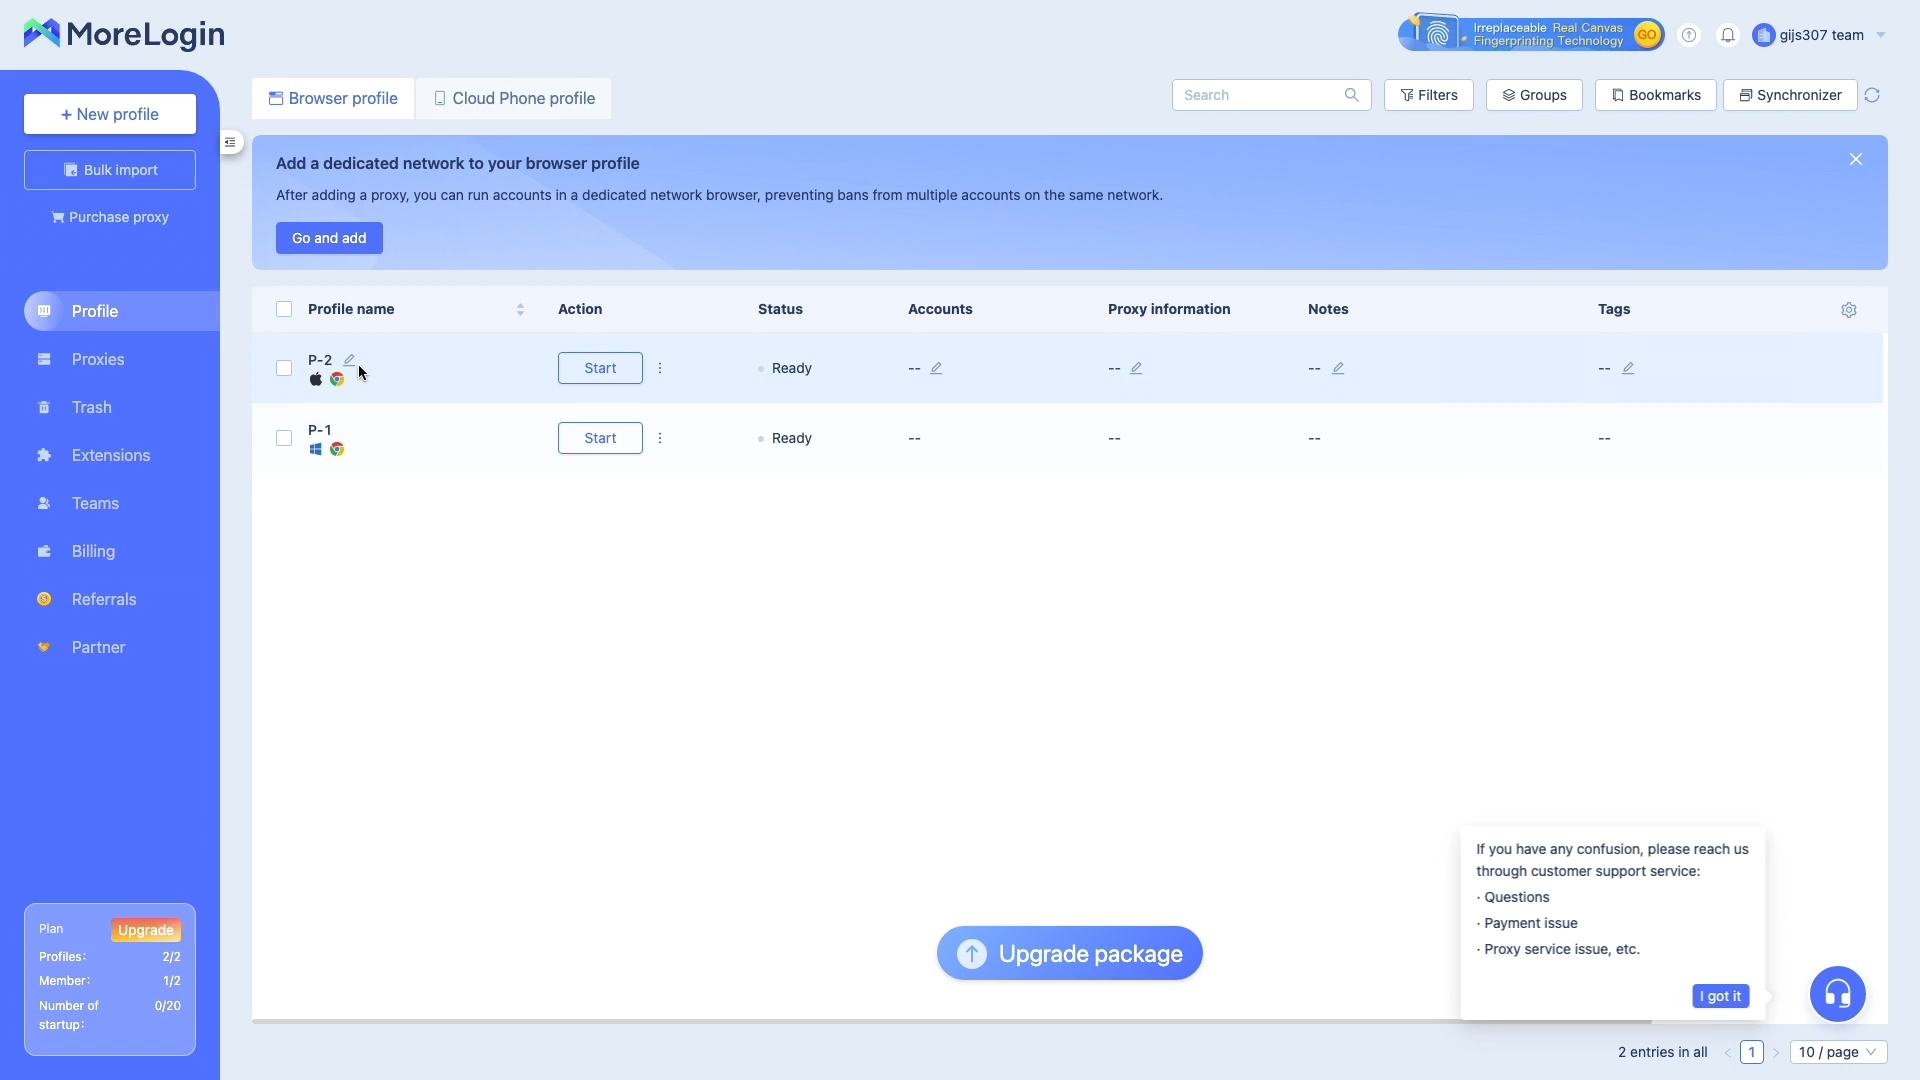 MoreLogin
Irreplaceable Real Canvas
Fingerprinting Technology
GO
gijs307 team
+ New profile
Bulk import
Purchase proxy
Profile
Proxies
Trash
Extensions
Teams
Billing
Referrals
Partner
Plan
Upgrade
Profiles: 2/2
Member: 1/2
Number of 0/20
startup:
Browser profile
Cloud Phone profile
Search
Filters
Groups
Bookmarks
Synchronizer
Add a dedicated network to your browser profile
After adding a proxy, you can run accounts in a dedicated network browser, preventing bans from multiple accounts on the same network.
Go and add
Profile name Action Status Accounts Proxy information Notes Tags
P-2 Start Ready -- -- -- --
P-1 Start Ready -- -- -- --
Upgrade package
If you have any confusion, please reach us
through customer support service:
· Questions
· Payment issue
· Proxy service issue, etc.
I got it
2 entries in all < 1 > 10 / page